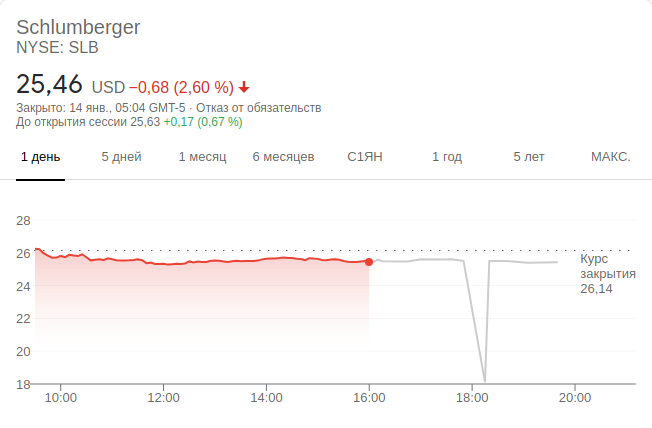 Schlumberger
NYSE: SLB
25,46 USD −0,68 (2,60 %)
Закрыто: 14 янв., 05:04 GMT-5 · Отказ от обязательств
До открытия сессии 25,63 +0,17 (0,67 %)
1 день 5 дней 1 месяц 6 месяцев С1ЯН 1 год 5 лет МАКС.
28
26
24
22
20
18
Курс
закрытия
26,14
10:00 12:00 14:00 16:00 18:00 20:00